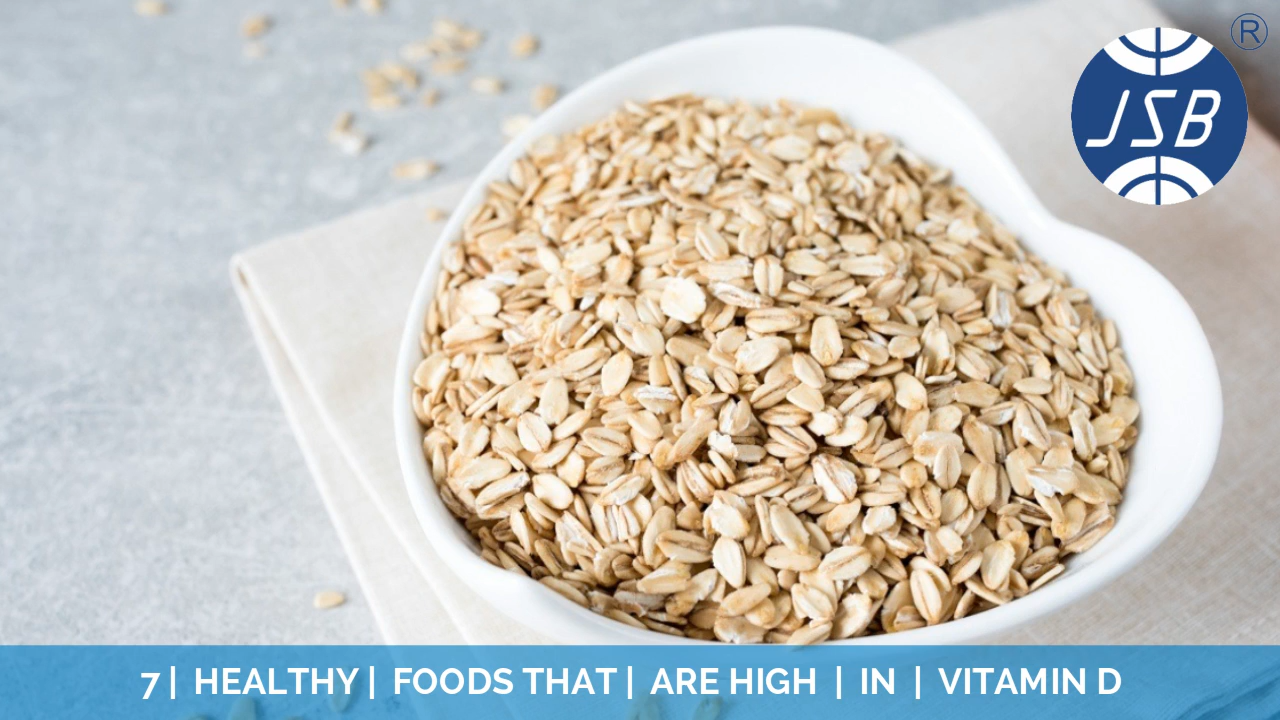 ®
JSB
7 | HEALTHY | FOODS THAT | ARE HIGH | IN | VITAMIN D